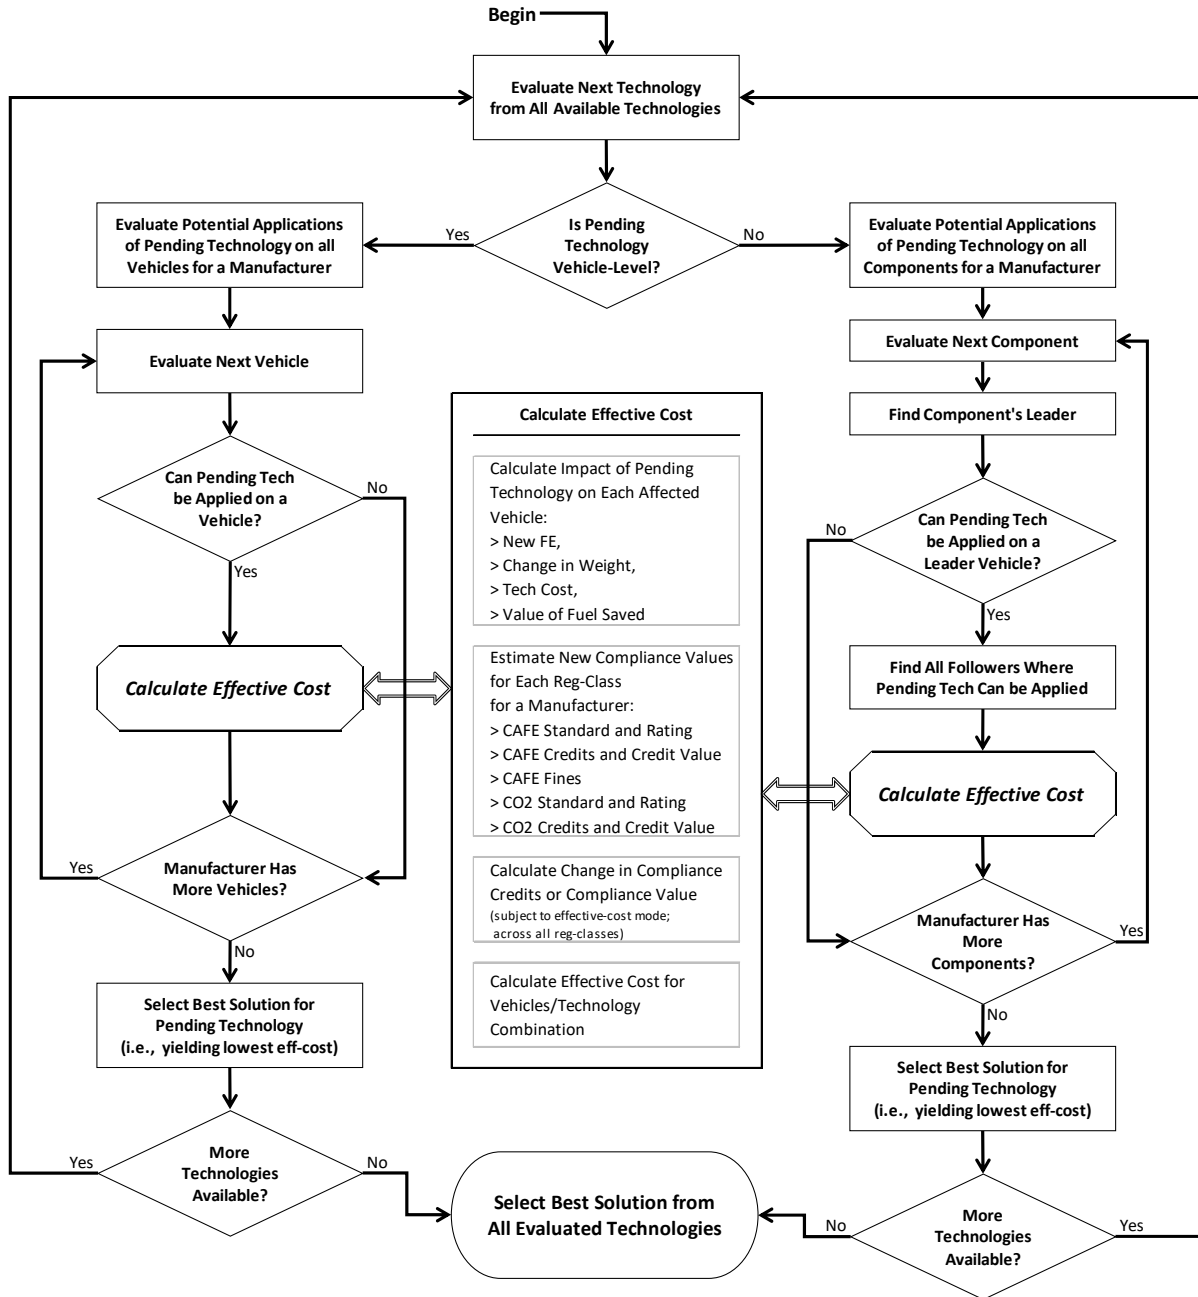 Begin
Evaluate Next Technology
from All Available Technologies
Is Pending
Technology
Vehicle-Level?
Yes
No
Evaluate Potential Applications
of Pending Technology on all
Vehicles for a Manufacturer
Evaluate Next Vehicle
Can Pending Tech
be Applied on a
Vehicle?
No
Yes
Calculate Effective Cost
Manufacturer Has
More Vehicles?
Yes
No
Select Best Solution for
Pending Technology
(i.e., yielding lowest eff-cost)
More
Technologies
Available?
Yes
No
Calculate Effective Cost
Calculate Impact of Pending
Technology on Each Affected
Vehicle:
> New FE,
> Change in Weight,
> Tech Cost,
> Value of Fuel Saved
Estimate New Compliance Values
for Each Reg-Class
for a Manufacturer:
> CAFE Standard and Rating
> CAFE Credits and Credit Value
> CAFE Fines
> CO2 Standard and Rating
> CO2 Credits and Credit Value
Calculate Change in Compliance
Credits or Compliance Value
(subject to effective-cost mode;
across all reg-classes)
Calculate Effective Cost for
Vehicles/Technology
Combination
Evaluate Potential Applications
of Pending Technology on all
Components for a Manufacturer
Evaluate Next Component
Find Component's Leader
Can Pending Tech
be Applied on a
Leader Vehicle?
No
Yes
Find All Followers Where
Pending Tech Can be Applied
Calculate Effective Cost
Manufacturer Has
More
Components?
Yes
No
Select Best Solution for
Pending Technology
(i.e., yielding lowest eff-cost)
More
Technologies
Available?
No
Yes
Select Best Solution from
All Evaluated Technologies